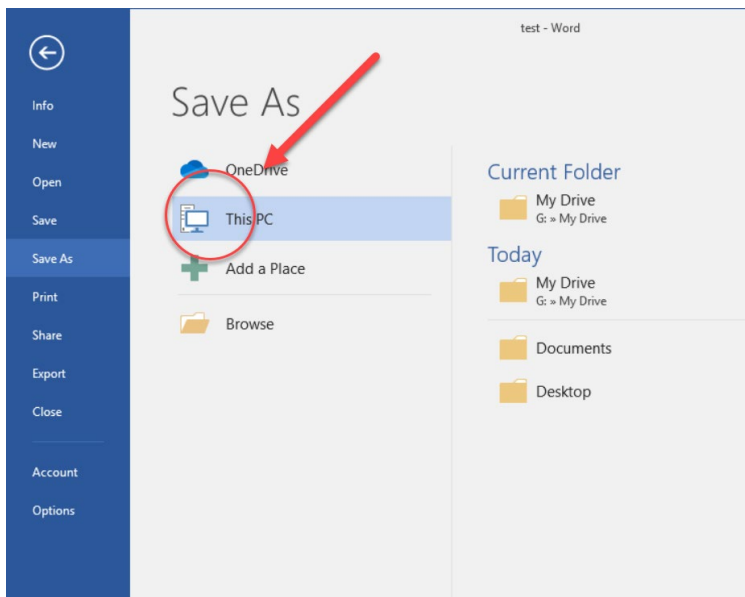 test - Word
Info
New
Open
Save
Save As
Print
Share
Export
Close
Account
Options
Save As
OneDrive
This PC
Add a Place
Browse
Current Folder
My Drive
G: » My Drive
Today
My Drive
G: » My Drive
Documents
Desktop